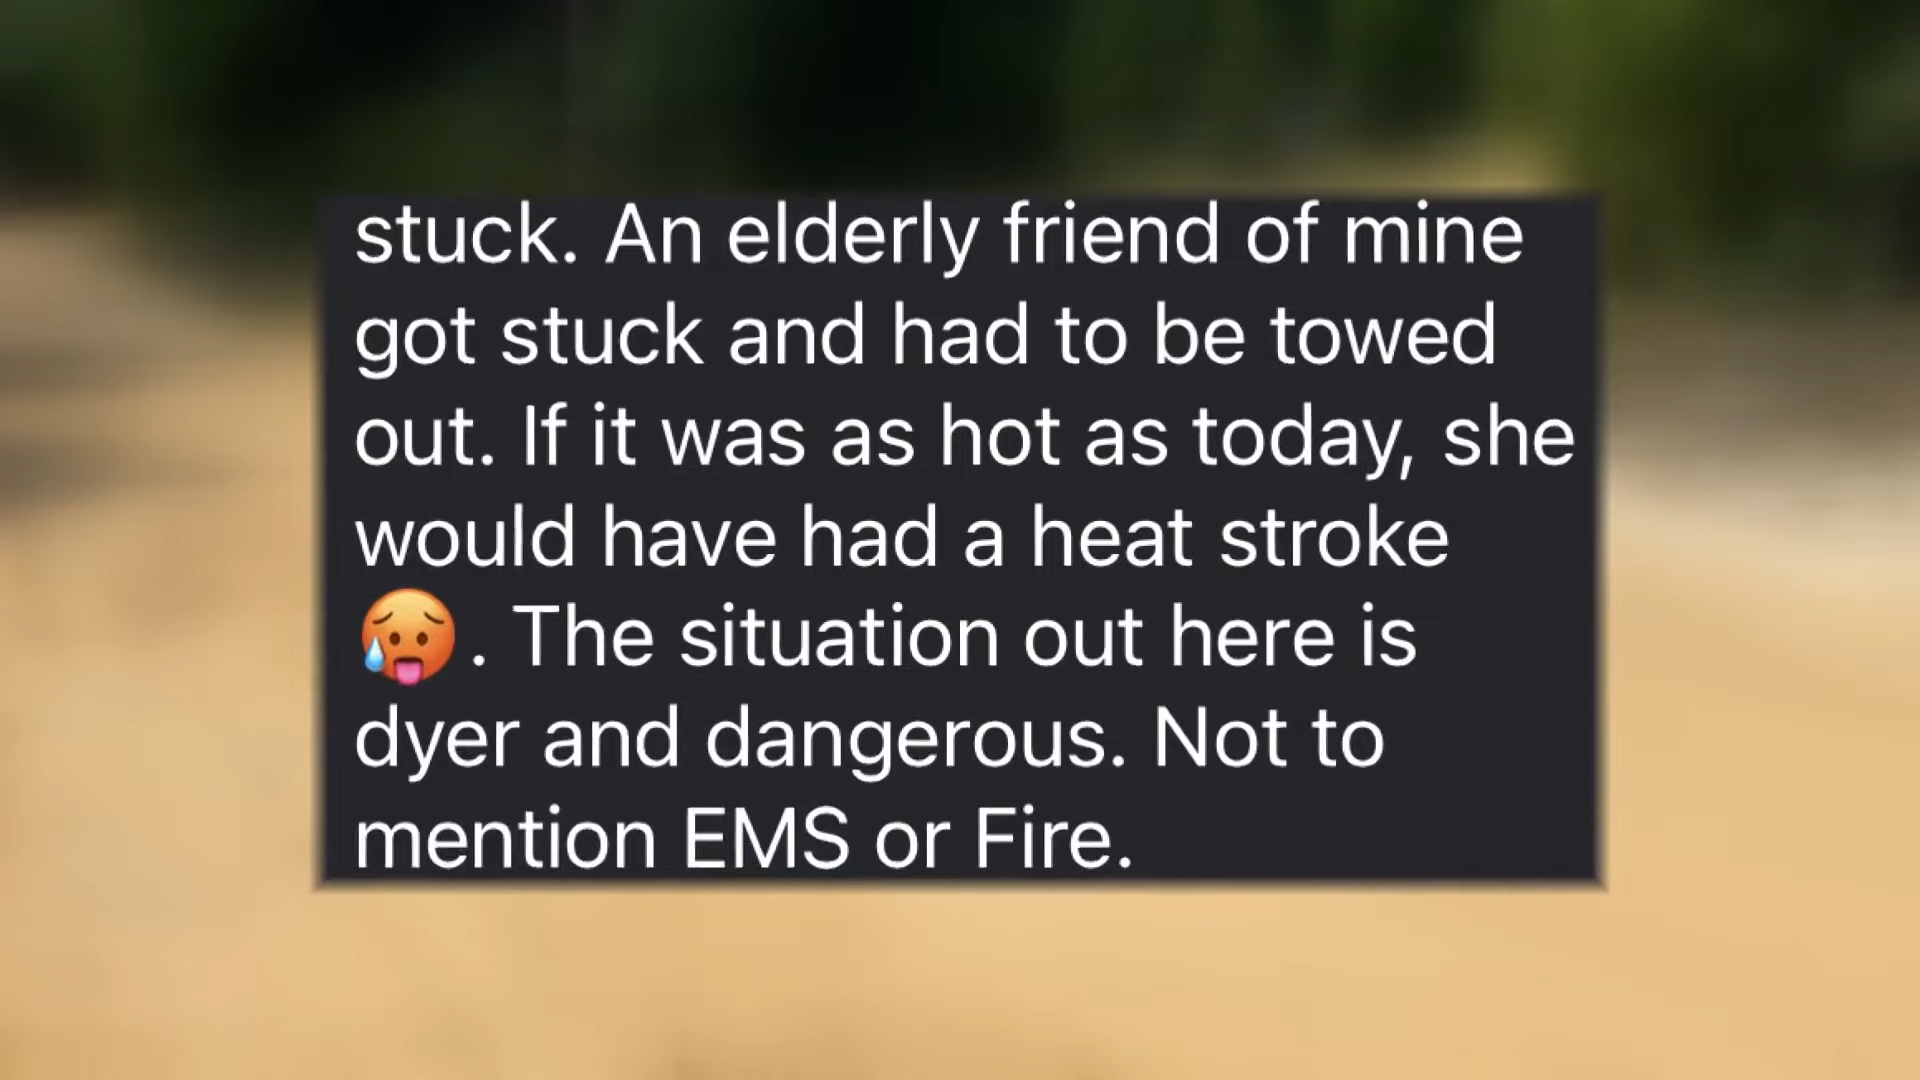 stuck. An elderly friend of mine
got stuck and had to be towed
out. If it was as hot as today, she
would have had a heat stroke
🥵. The situation out here is
dyer and dangerous. Not to
mention EMS or Fire.